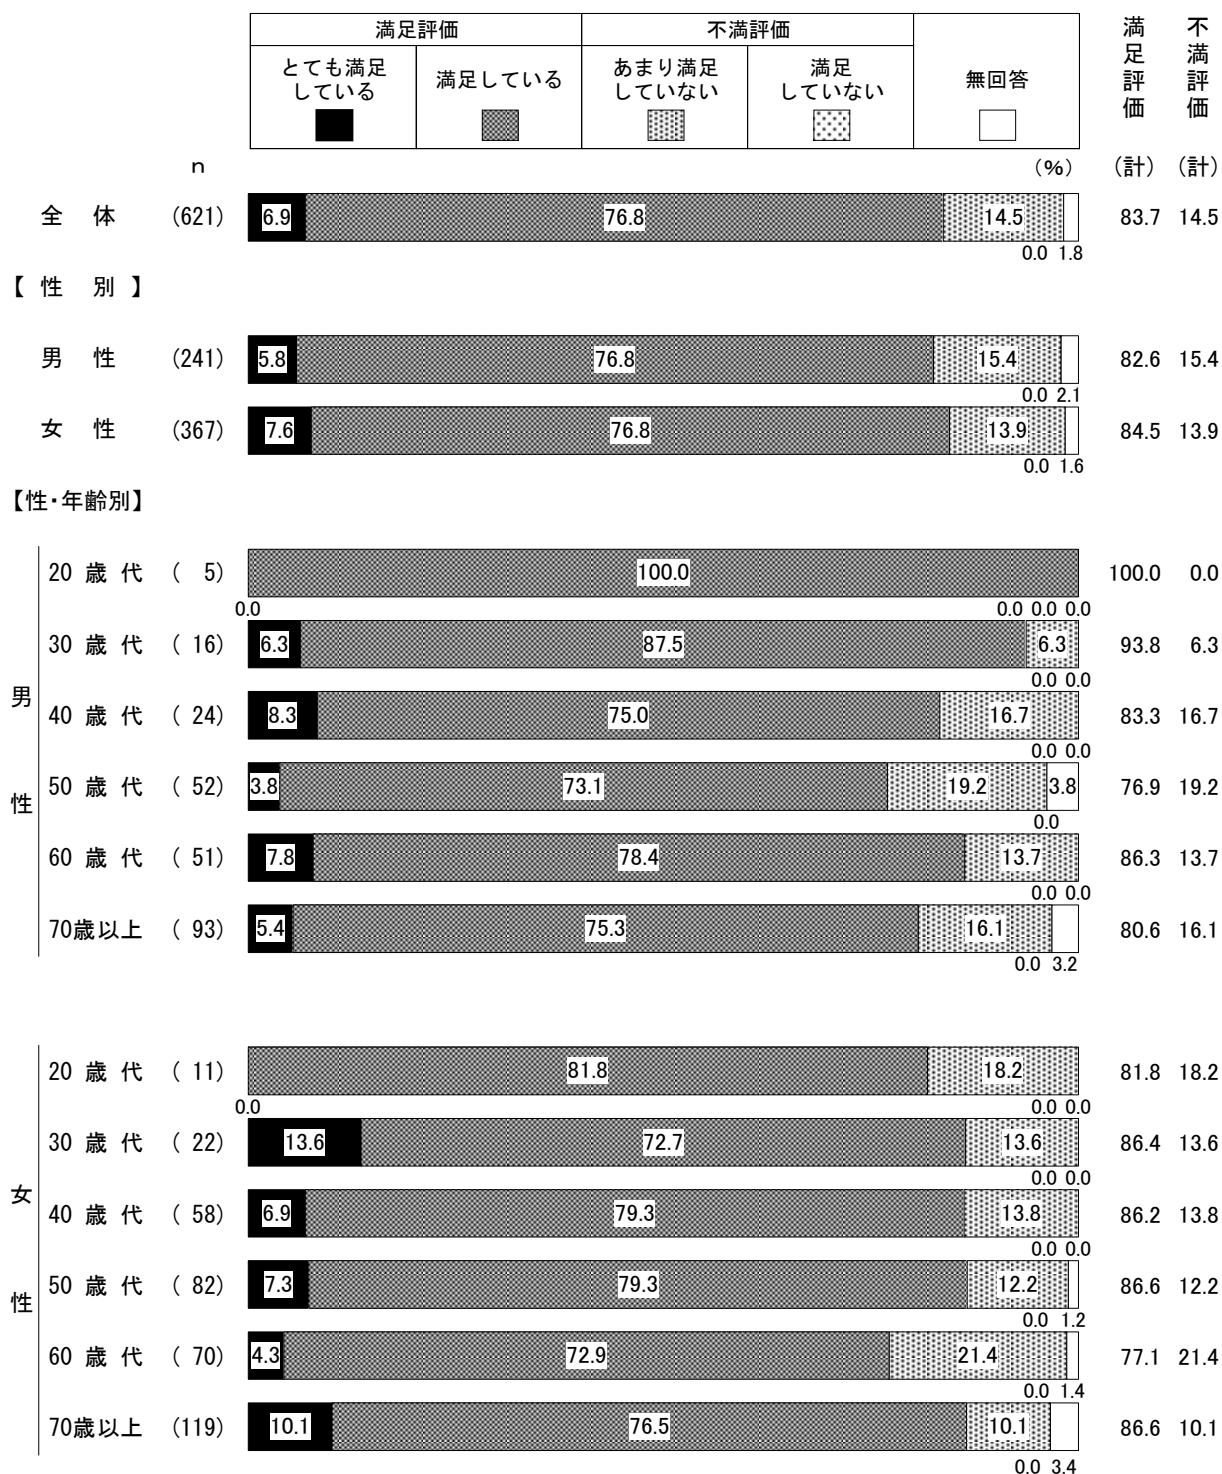 満足評価 不満評価
とても満足している 満足している あまり満足していない 満足していない 無回答
満足評価 不満評価
n (%) (計) (計)
全 体 (621) 6.9 76.8 14.5 83.7 14.5
0.0 1.8
【 性 別 】
男 性 (241) 5.8 76.8 15.4 82.6 15.4
0.0 2.1
女 性 (367) 7.6 76.8 13.9 84.5 13.9
0.0 1.6
【性・年齢別】
男性
20 歳 代 ( 5) 100.0 100.0 0.0
0.0 0.0 0.0 0.0
30 歳 代 ( 16) 6.3 87.5 6.3 93.8 6.3
0.0 0.0
40 歳 代 ( 24) 8.3 75.0 16.7 83.3 16.7
0.0 0.0
50 歳 代 ( 52) 3.8 73.1 19.2 3.8 76.9 19.2
0.0
60 歳 代 ( 51) 7.8 78.4 13.7 86.3 13.7
0.0 0.0
70歳以上 ( 93) 5.4 75.3 16.1 80.6 16.1
0.0 3.2
女性
20 歳 代 ( 11) 81.8 18.2 81.8 18.2
0.0 0.0 0.0
30 歳 代 ( 22) 13.6 72.7 13.6 86.4 13.6
0.0 0.0
40 歳 代 ( 58) 6.9 79.3 13.8 86.2 13.8
0.0 0.0
50 歳 代 ( 82) 7.3 79.3 12.2 86.6 12.2
0.0 1.2
60 歳 代 ( 70) 4.3 72.9 21.4 77.1 21.4
0.0 1.4
70歳以上 (119) 10.1 76.5 10.1 86.6 10.1
0.0 3.4